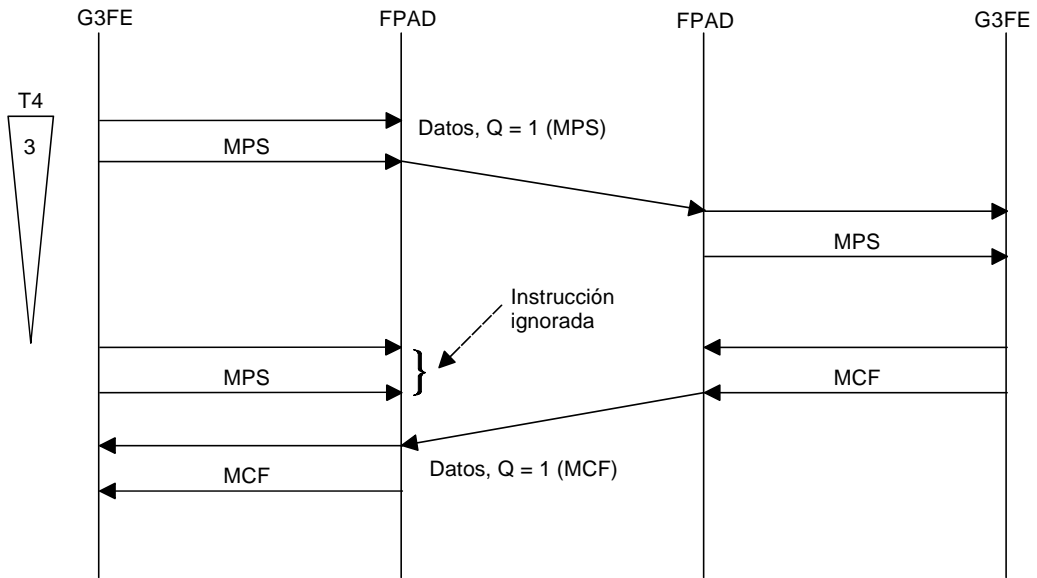 G3FE FPAD FPAD G3FE
T4
3
Datos, Q = 1 (MPS)
MPS
MPS
Instrucción
ignorada
MPS
MCF
Datos, Q = 1 (MCF)
MCF